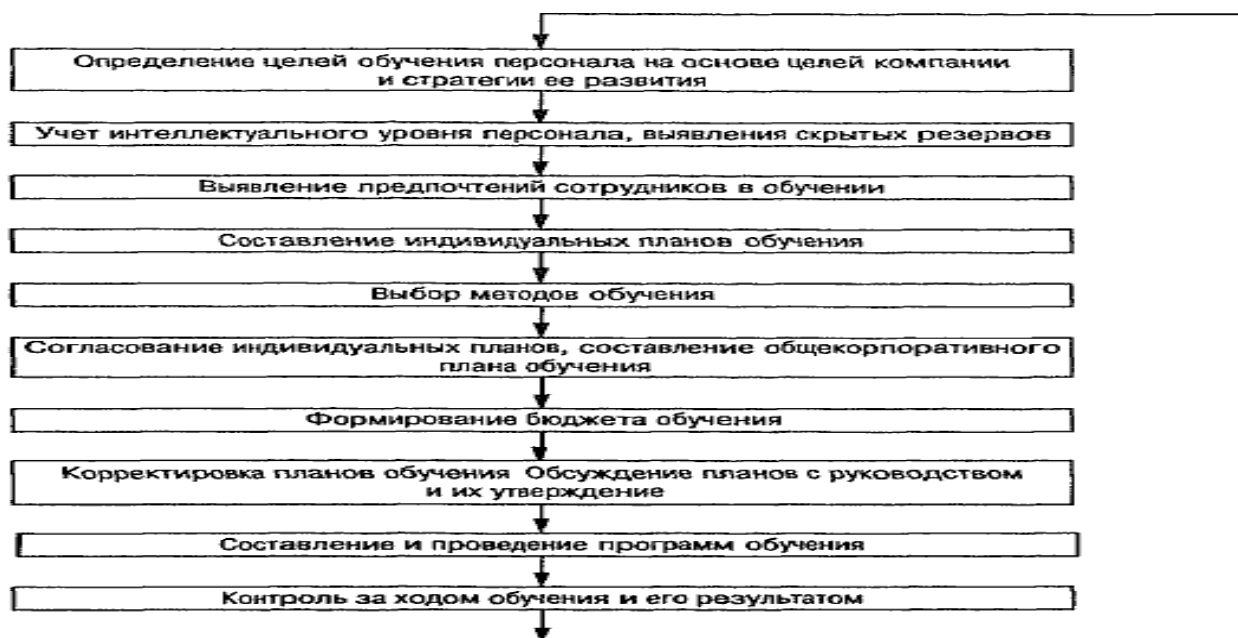 Определение целей обучения персонала на основе целей компании
и стратегии ее развития
Учет интеллектуального уровня персонала, выявления скрытых резервов
Выявление предпочтений сотрудников в обучении
Составление индивидуальных планов обучения
Выбор методов обучения
Согласование индивидуальных планов, составление общекорпоративного
плана обучения
Формирование бюджета обучения
Корректировка планов обучения Обсуждение планов с руководством
и их утверждение
Составление и проведение программ обучения
Контроль за ходом обучения и его результатом